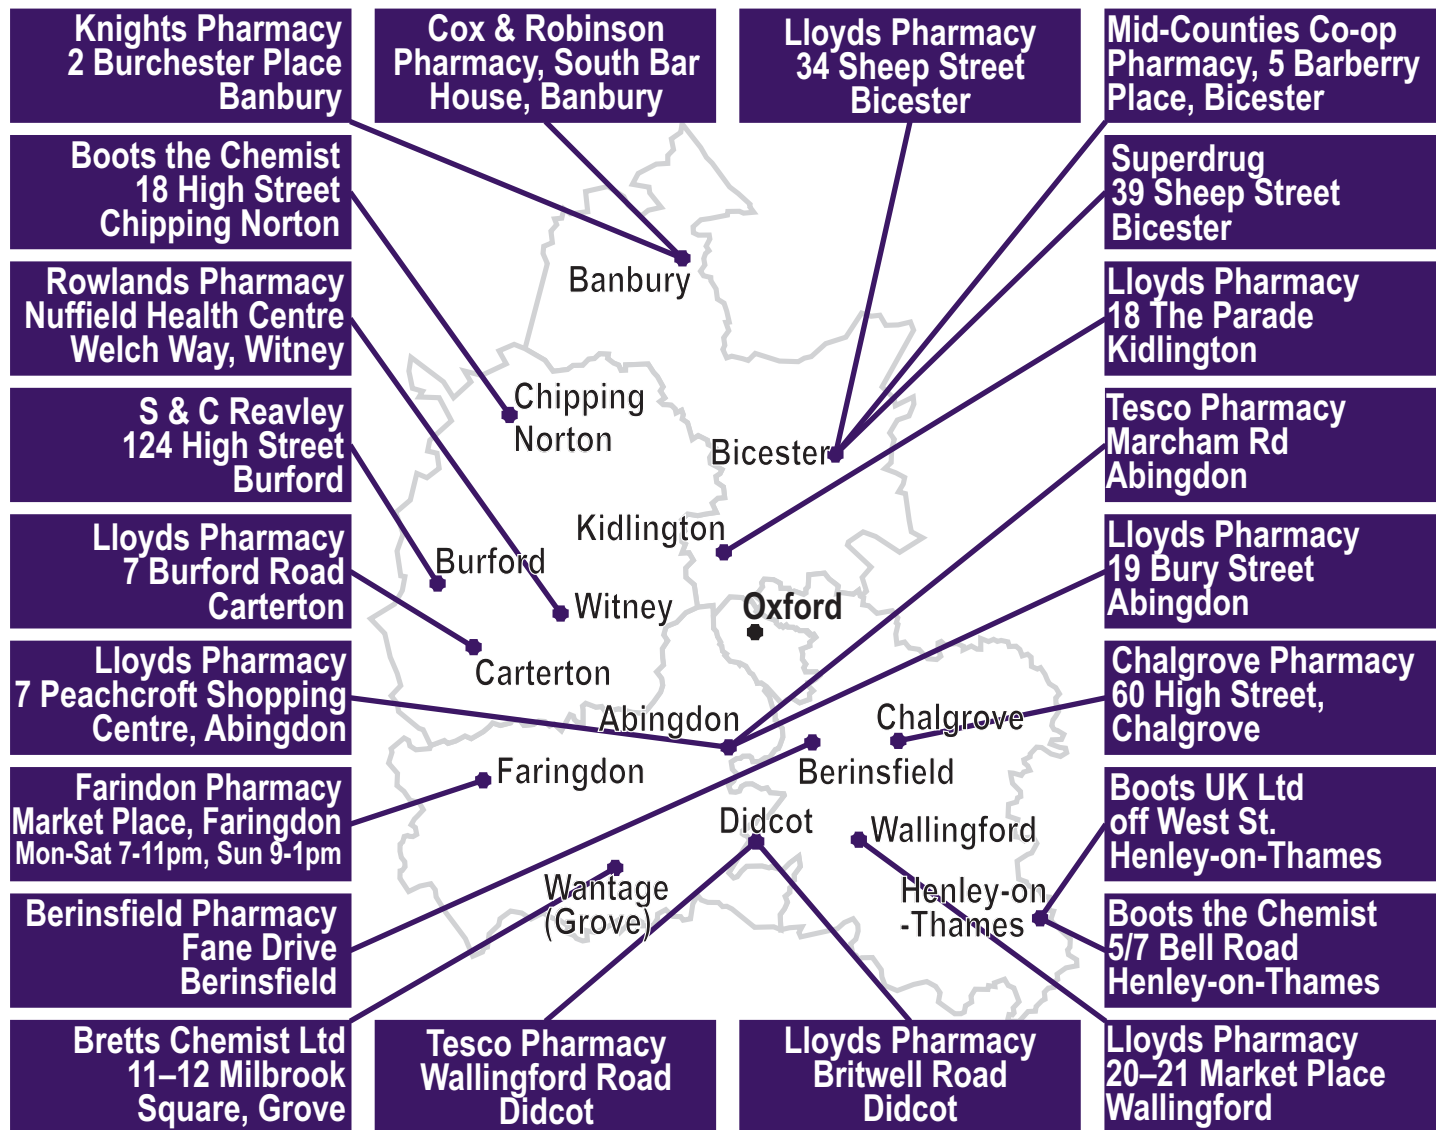 Knights Pharmacy
2 Burchester Place
Banbury
Cox & Robinson
Pharmacy, South Bar
House, Banbury
Lloyds Pharmacy
34 Sheep Street
Bicester
Mid-Counties Co-op
Pharmacy, 5 Barberry
Place, Bicester
Boots the Chemist
18 High Street
Chipping Norton
Superdrug
39 Sheep Street
Bicester
Rowlands Pharmacy
Nuffield Health Centre
Welch Way, Witney
Lloyds Pharmacy
18 The Parade
Kidlington
S & C Reavley
124 High Street
Burford
Tesco Pharmacy
Marcham Rd
Abingdon
Lloyds Pharmacy
7 Burford Road
Carterton
Lloyds Pharmacy
19 Bury Street
Abingdon
Lloyds Pharmacy
7 Peachcroft Shopping
Centre, Abingdon
Chalgrove Pharmacy
60 High Street,
Chalgrove
Farindon Pharmacy
Market Place, Faringdon
Mon-Sat 7-11pm, Sun 9-1pm
Boots UK Ltd
off West St.
Henley-on-Thames
Berinsfield Pharmacy
Fane Drive
Berinsfield
Boots the Chemist
5/7 Bell Road
Henley-on-Thames
Bretts Chemist Ltd
11–12 Milbrook
Square, Grove
Tesco Pharmacy
Wallingford Road
Didcot
Lloyds Pharmacy
Britwell Road
Didcot
Lloyds Pharmacy
20–21 Market Place
Wallingford
Banbury
Chipping
Norton
Bicester
Kidlington
Burford
Witney
Oxford
Carterton
Abingdon
Chalgrove
Faringdon
Berinsfield
Didcot
Wallingford
Wantage
(Grove)
Henley-on
-Thames